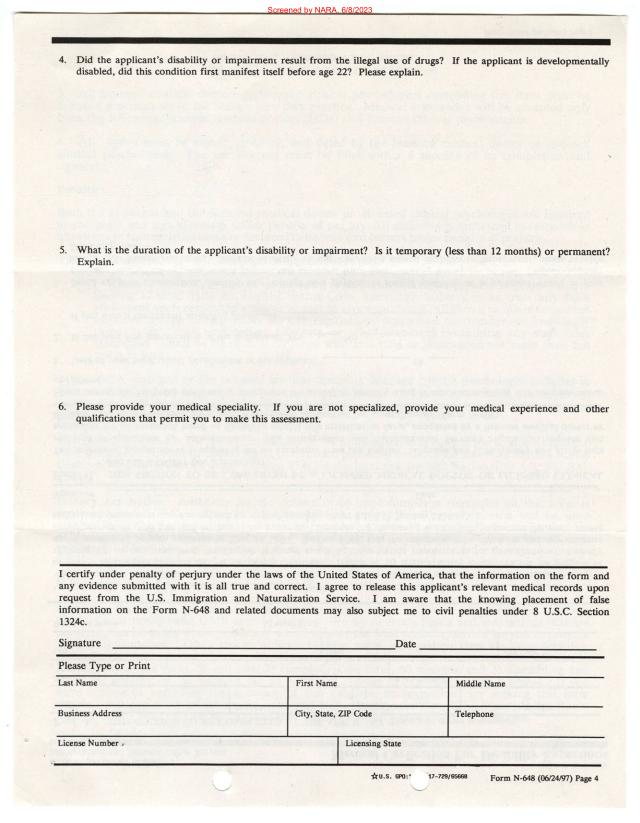 Screened by NARA, 6/8/2023
4. Did the applicant's disability or impairment result from the illegal use of drugs? If the applicant is developmentally
disabled, did this condition first manifest itself before age 22? Please explain.
5. What is the duration of the applicant's disability or impairment? Is it temporary (less than 12 months) or permanent?
Explain.
6. Please provide your medical speciality. If you are not specialized, provide your medical experience and other
qualifications that permit you to make this assessment.
I certify under penalty of perjury under the laws of the United States of America, that the information on the form and
any evidence submitted with it is all true and correct. I agree to release this applicant's relevant medical records upon
request from the U.S. Immigration and Naturalization Service. I am aware that the knowing placement of false
information on the Form N-648 and related documents may also subject me to civil penalties under 8 U.S.C. Section
1324c.
Signature Date
Please Type or Print
Last Name First Name Middle Name
Business Address City, State, ZIP Code Telephone
License Number Licensing State
☆U.S. GPO: 17-729/65668 Form N-648 (06/24/97) Page 4